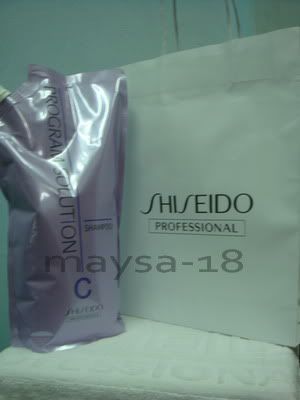 PROGRAM SOLUTION
SHAMPOO
C
SHISEIDO
SHISEIDO
PROFESSIONAL
maysa-18